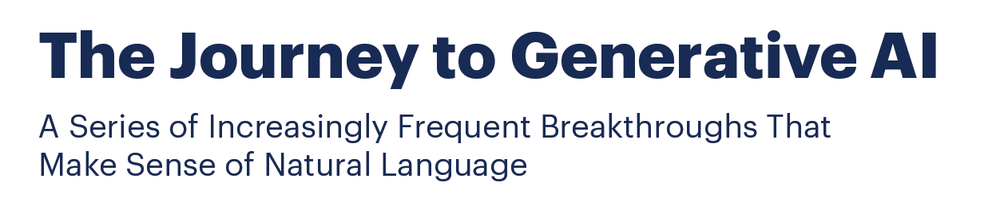 The Journey to Generative AI
A Series of Increasingly Frequent Breakthroughs That
Make Sense of Natural Language